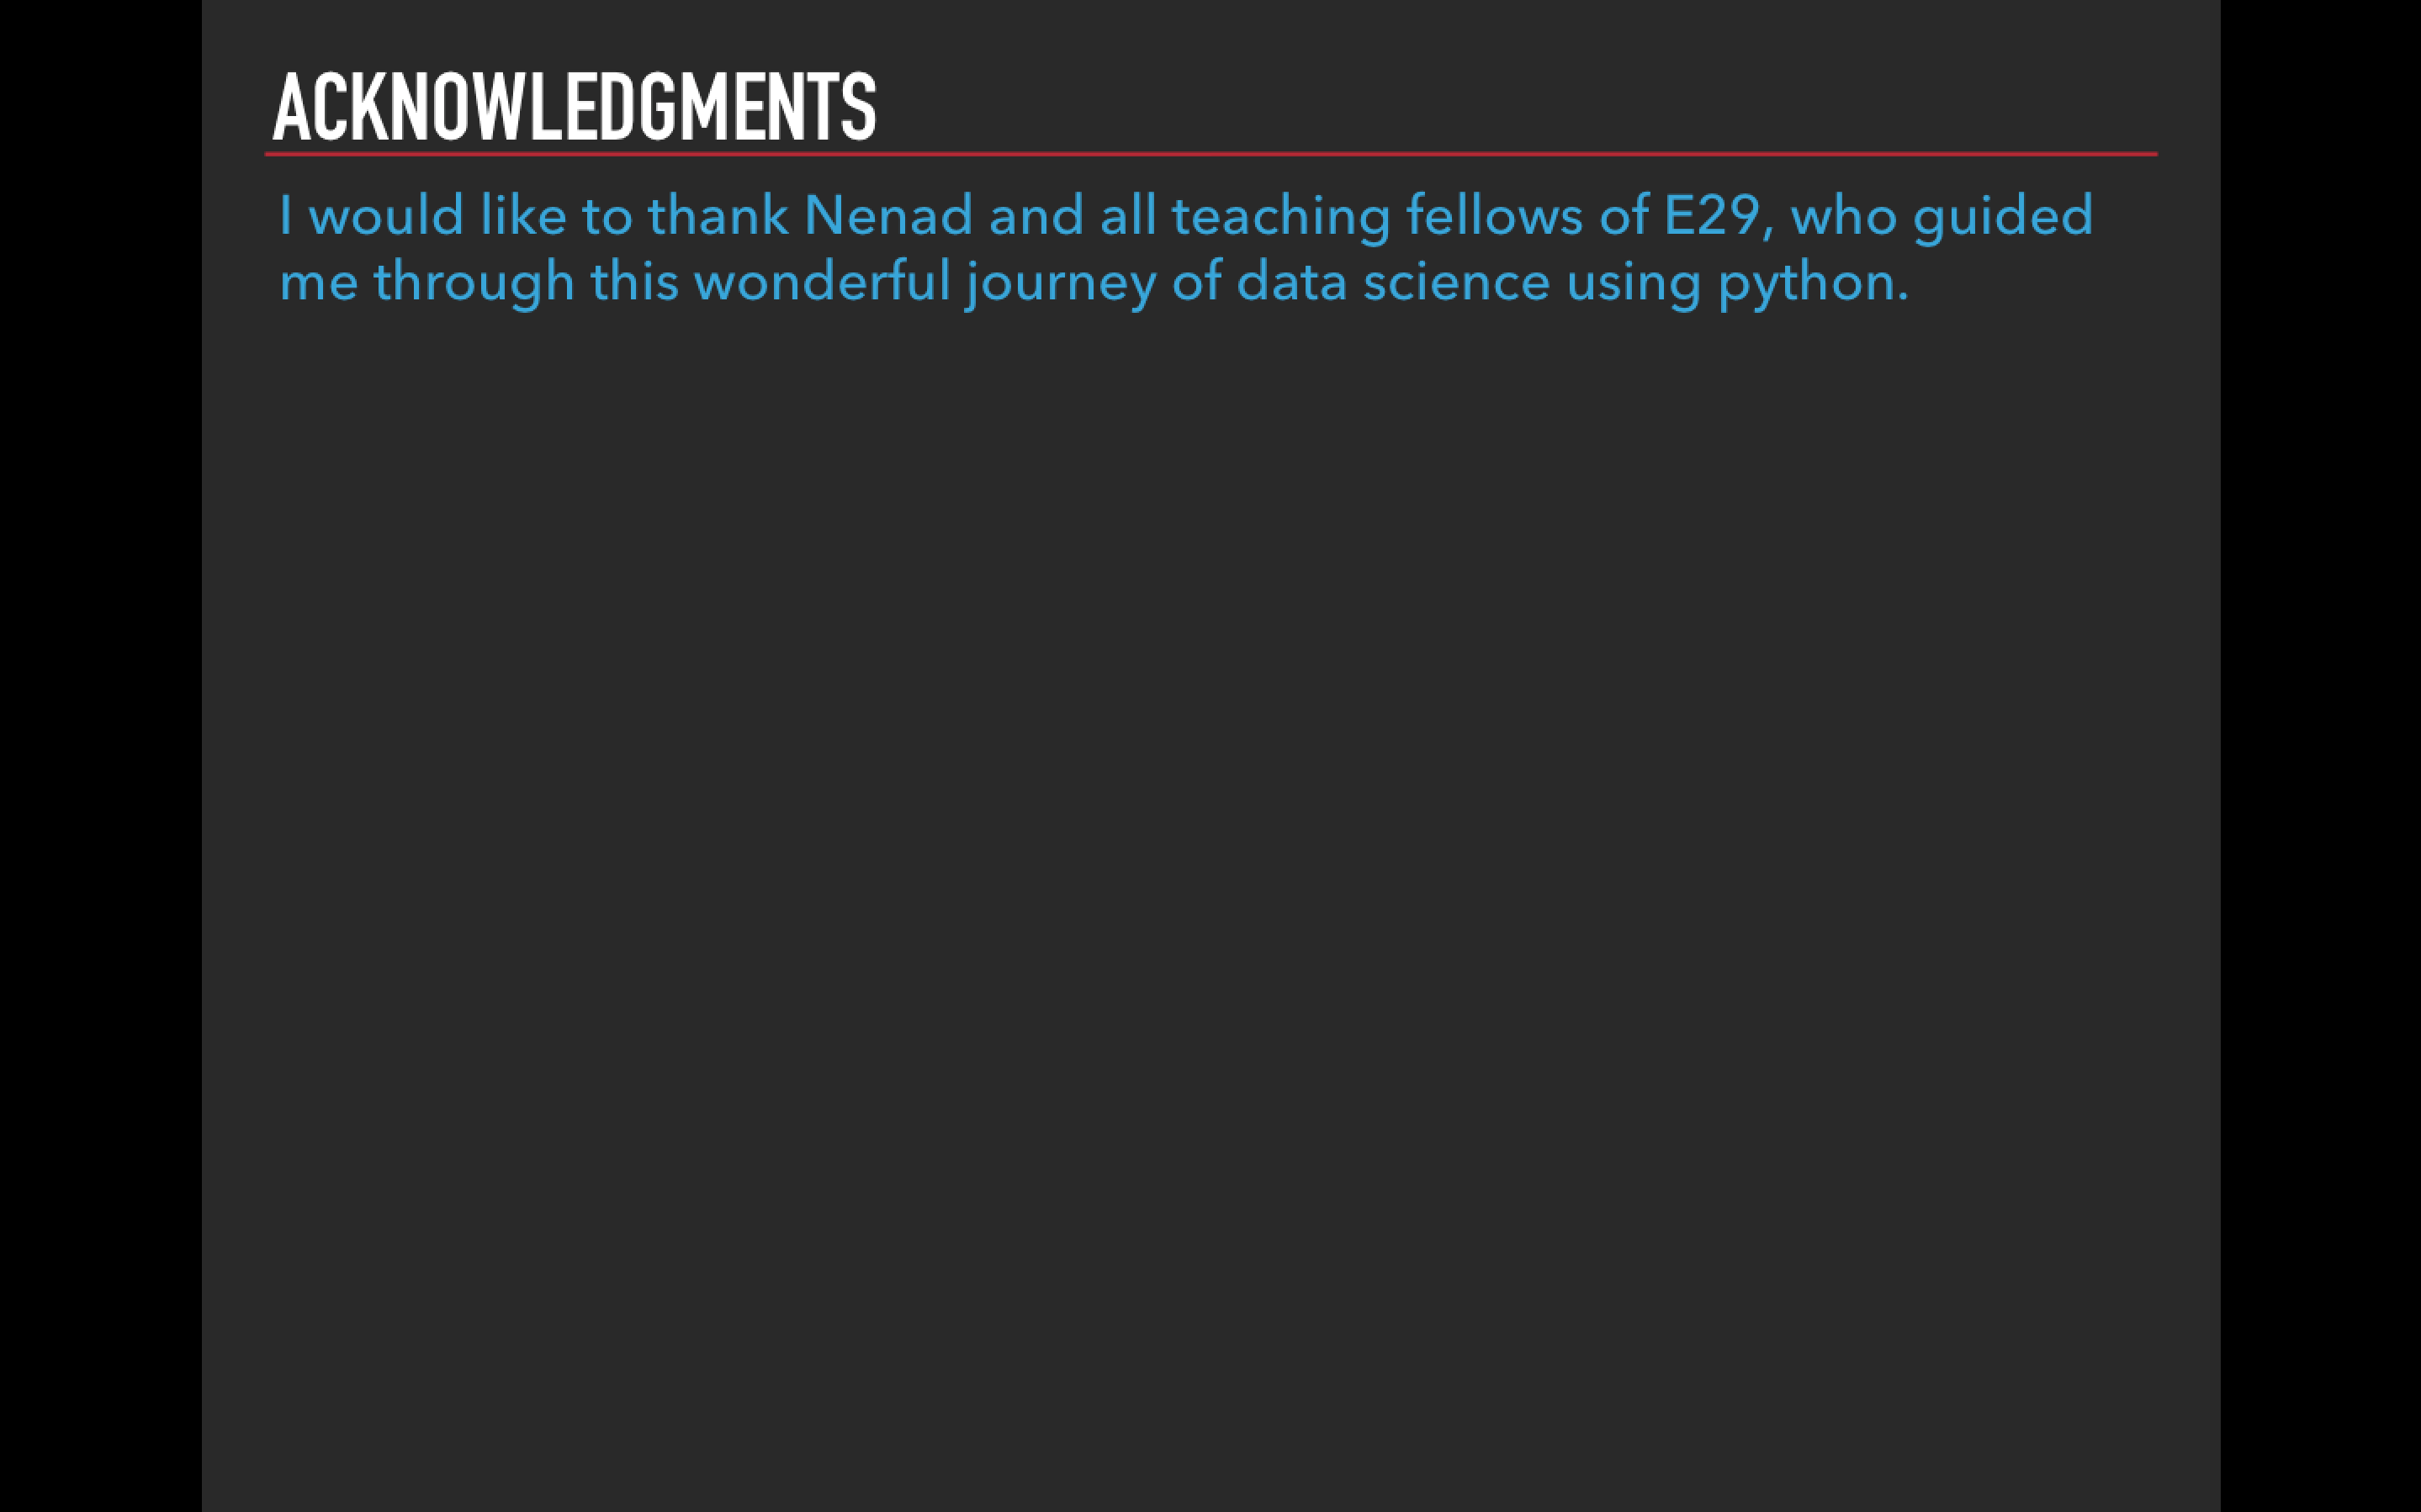 ACKNOWLEDGMENTS
I would like to thank Nenad and all teaching fellows of E29, who guided
me through this wonderful journey of data science using python.